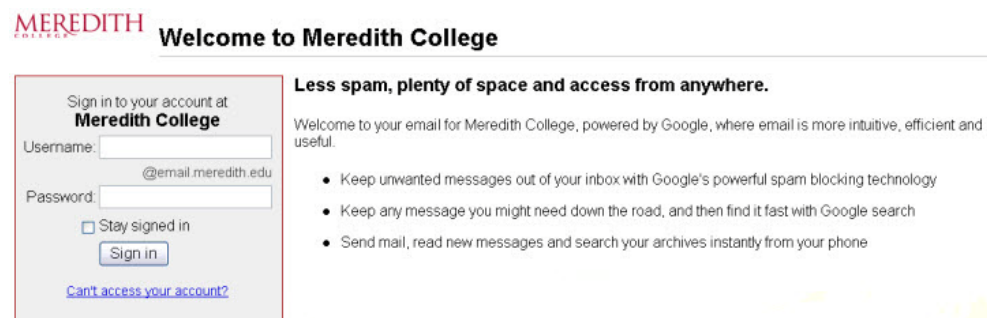 MEREDITH
COLLEGE
Welcome to Meredith College
Sign in to your account at
Meredith College
Username:
@email.meredith.edu
Password:
Stay signed in
Sign in
Can't access your account?
Less spam, plenty of space and access from anywhere.
Welcome to your email for Meredith College, powered by Google, where email is more intuitive, efficient and
useful.
• Keep unwanted messages out of your inbox with Google's powerful spam blocking technology
• Keep any message you might need down the road, and then find it fast with Google search
• Send mail, read new messages and search your archives instantly from your phone